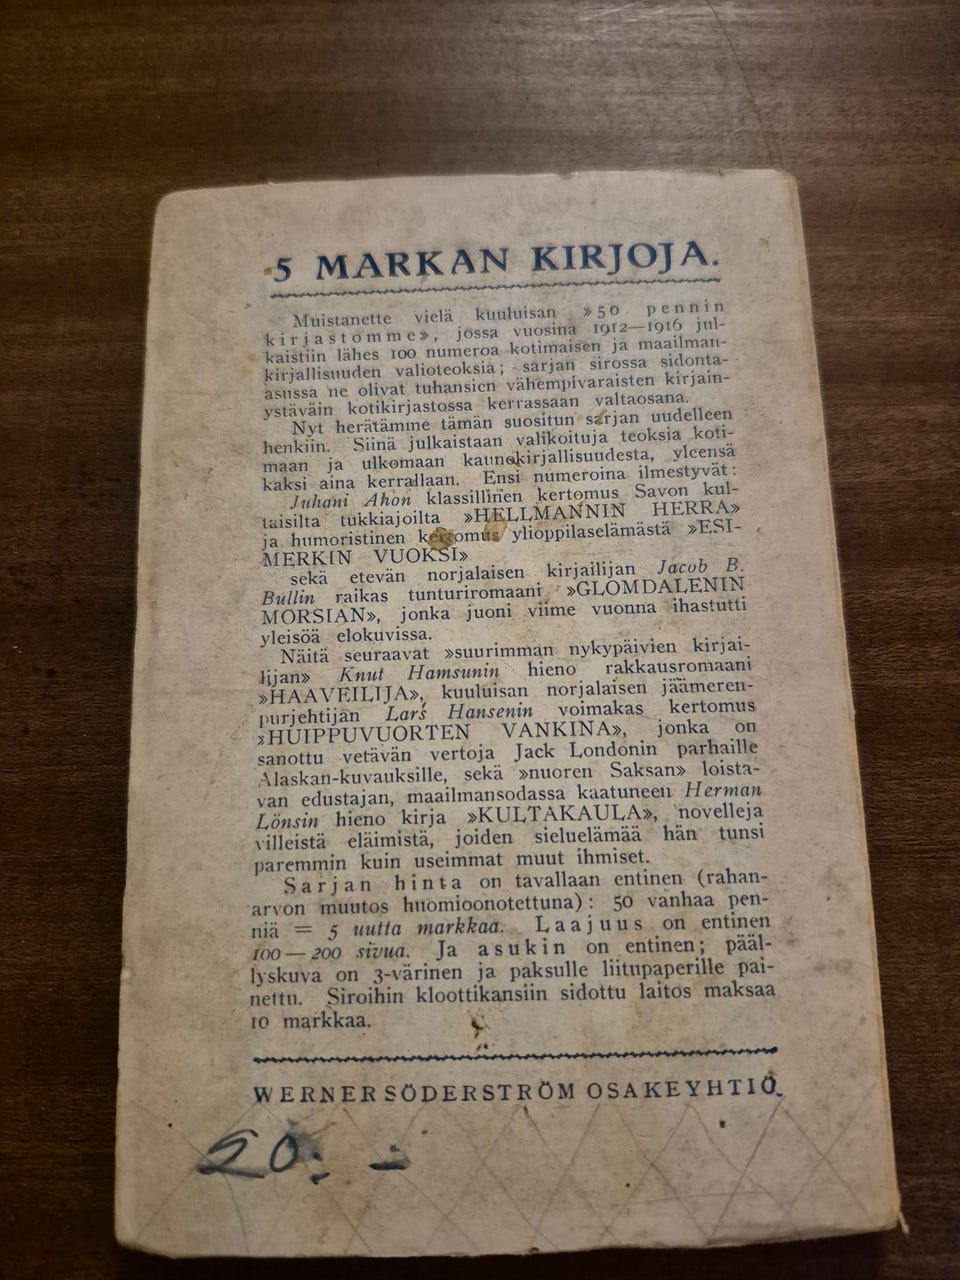 5 MARKAN KIRJOJA.
Muistanette vielä kuuluisan »50 pennin
kirjastomme», jossa vuosina 1912—1916 jul-
kaistiin lähes 100 numeroa kotimaisen ja maailman-
kirjallisuuden valioteoksia; sarjan sirossa sidonta-
asussa ne olivat tuhansien vähempivaraisten kirjain-
ystäväin kotikirjastossa kerrassaan valtaosana.
Nyt herätämme tämän suositun sarjan uudelleen
henkiin. Siinä julkaistaan valikoituja teoksia koti-
maan ja ulkomaan kaunokirjallisuudesta, yleensä
kaksi aina kerrallaan. Ensi numeroina ilmestyvät:
Juhani Ahon klassillinen kertomus Savon kul-
taisilta tukkiajoilta »HELLMANNIN HERRA»
ja humoristinen kertomus ylioppilaselämästä »ESI-
MERKIN VUOKSI»
sekä etevän norjalaisen kirjailijan Jacob B.
Bullin raikas tunturiromaani »GLOMDALENIN
MORSIAN», jonka juoni viime vuonna ihastutti
yleisöä elokuvissa.
Näitä seuraavat »suurimman nykypäivien kirjai-
lijan» Knut Hamsunin hieno rakkausromaani
»HAAVEILIJA», kuuluisan norjalaisen jäämeren-
purjehtijan Lars Hansenin voimakas kertomus
»HUIPPUVUORTEN VANKINA», jonka on
sanottu vetävän vertoja Jack Londonin parhaille
Alaskan-kuvauksille, sekä »nuoren Saksan» loista-
van edustajan, maailmansodassa kaatuneen Herman
Lönsin hieno kirja »KULTAKAULA», novelleja
villeistä eläimistä, joiden sieluelämää hän tunsi
paremmin kuin useimmat muut ihmiset.
Sarjan hinta on tavallaan entinen (rahan-
arvon muutos huomioonotettuna): 50 vanhaa pen-
niä = 5 uutta markkaa. Laajuus on entinen
100—200 sivua. Ja asukin on entinen; pääl-
lyskuva on 3-värinen ja paksulle liitupaperille pai-
nettu. Siroihin kloottikansiin sidottu laitos maksaa
10 markkaa.
WERNER SÖDERSTRÖM OSAKEYHTIÖ.
50:-